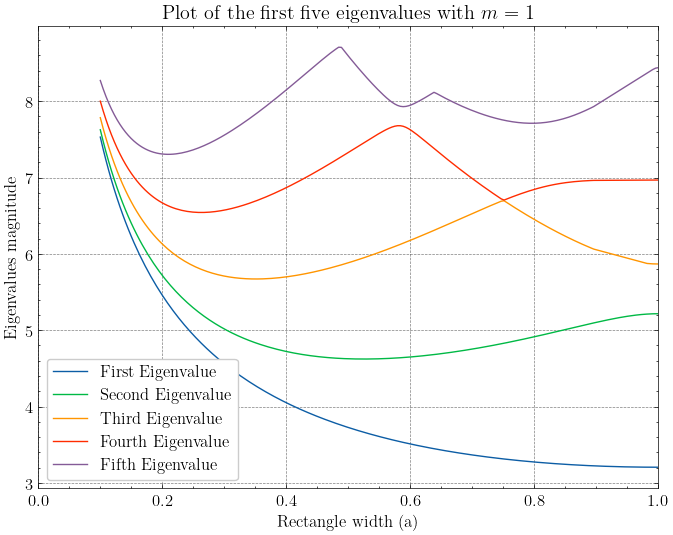 Plot of the first five eigenvalues with m = 1
Eigenvalues magnitude
8
7
6
5
4
3
First Eigenvalue
Second Eigenvalue
Third Eigenvalue
Fourth Eigenvalue
Fifth Eigenvalue
0.0 0.2 0.4 0.6 0.8 1.0
Rectangle width (a)